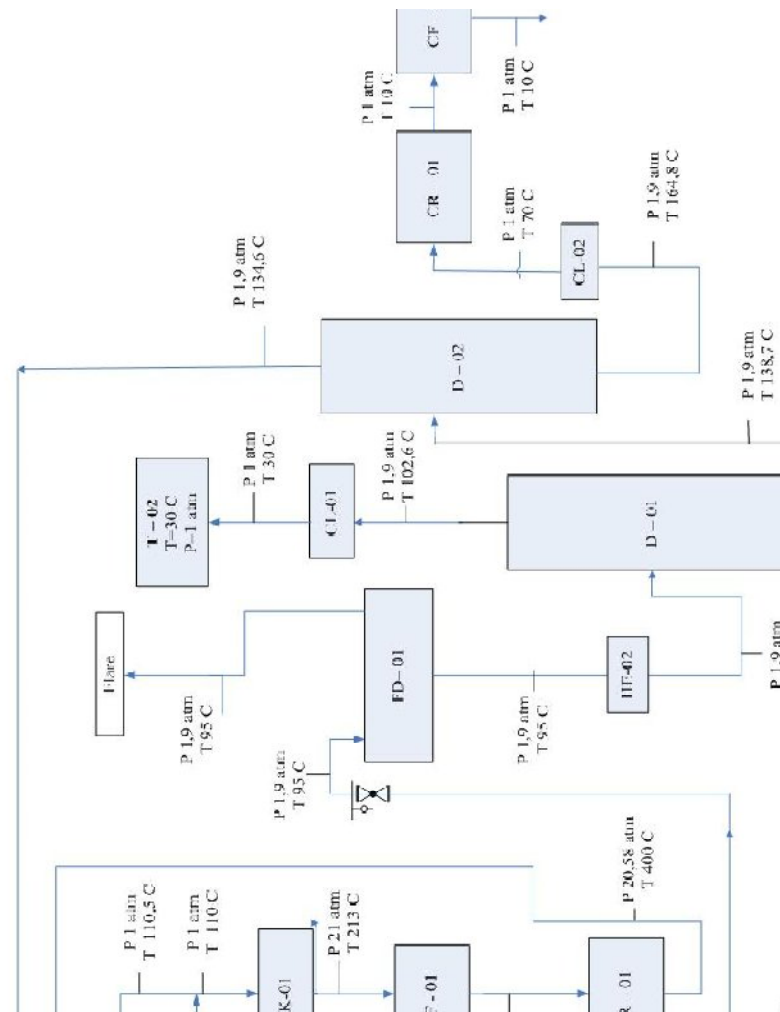 CF
P 1 atm
T 10 C
P 1 atm
T 10 C
CR - 01
P 1 atm
T 70 C
CL-02
P 1,9 atm
T 164,8 C
P 1,9 atm
T 134,6 C
D - 02
P 1,9 atm
T 138,7 C
T - 02
T=30 C
P=1 atm
P 1 atm
T 30 C
CL-01
P 1,9 atm
T 102,6 C
D - 01
Flare
P 1,9 atm
T 95 C
FD-01
P 1,9 atm
T 95 C
P 1,9 atm
T 95 C
HE-02
P 1,9 atm
P 20,58 atm
T 400 C
P 1 atm
T 110,5 C
P 1 atm
T 110 C
K-01
P 21 atm
T 213 C
F - 01
R - 01